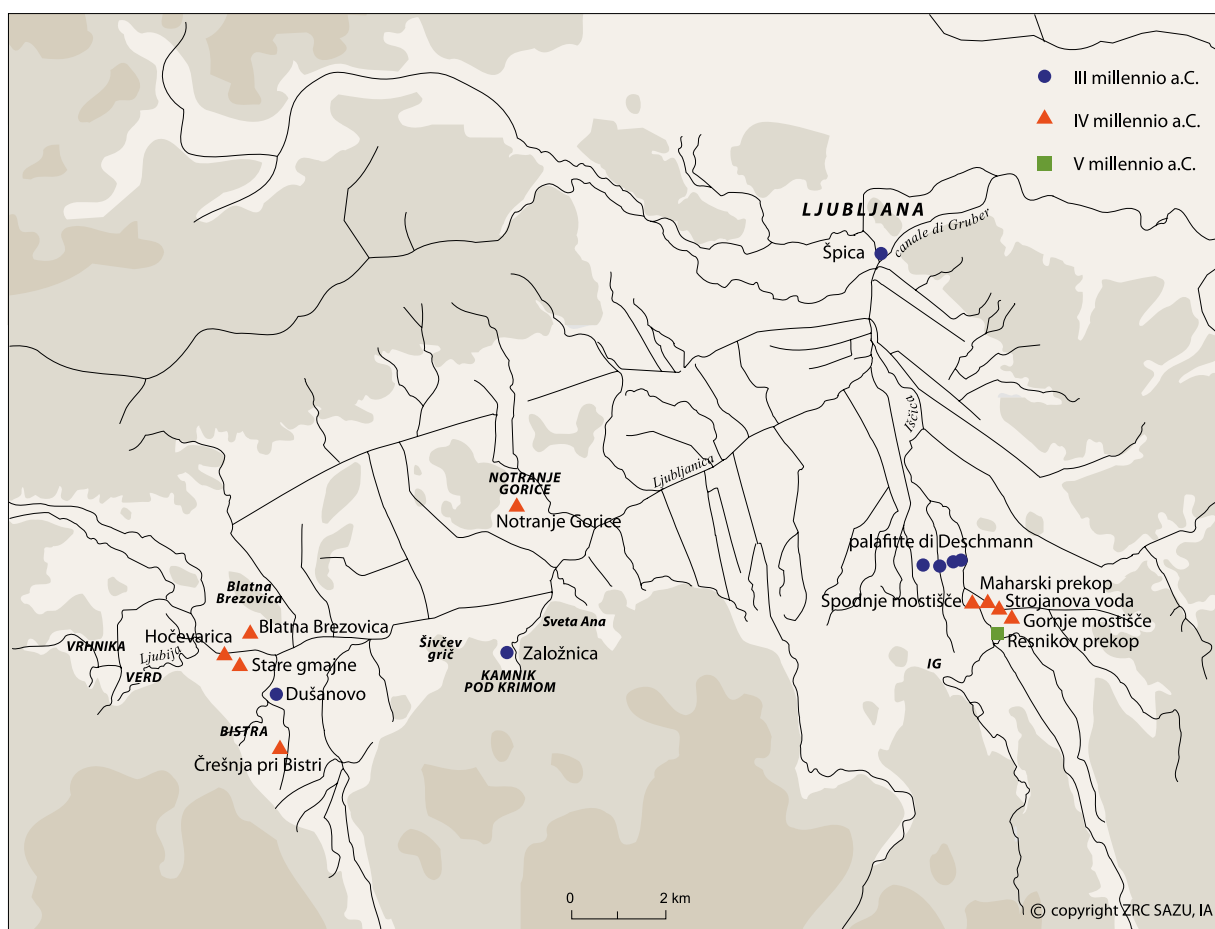 III millennio a.C.
IV millennio a.C.
V millennio a.C.
LJUBLJANA
canale di Gruber
Špica
Iščica
Ljubljanica
NOTRANJE
GORICE
Notranje Gorice
palafitte di Deschmann
Maharski prekop
Spodnje mostišče
Strojanova voda
Gornje mostišče
Resnikov prekop
IG
Blatna
Brezovica
Blatna Brezovica
Hočevarica
VRHNIKA
Ljubija
VERD
Stare gmajne
Dušanovo
BISTRA
Črešnja pri Bistri
Sveta Ana
Šivčev
grič
Založnica
KAMNIK
POD KRIMOM
0 2 km
© copyright ZRC SAZU, IA